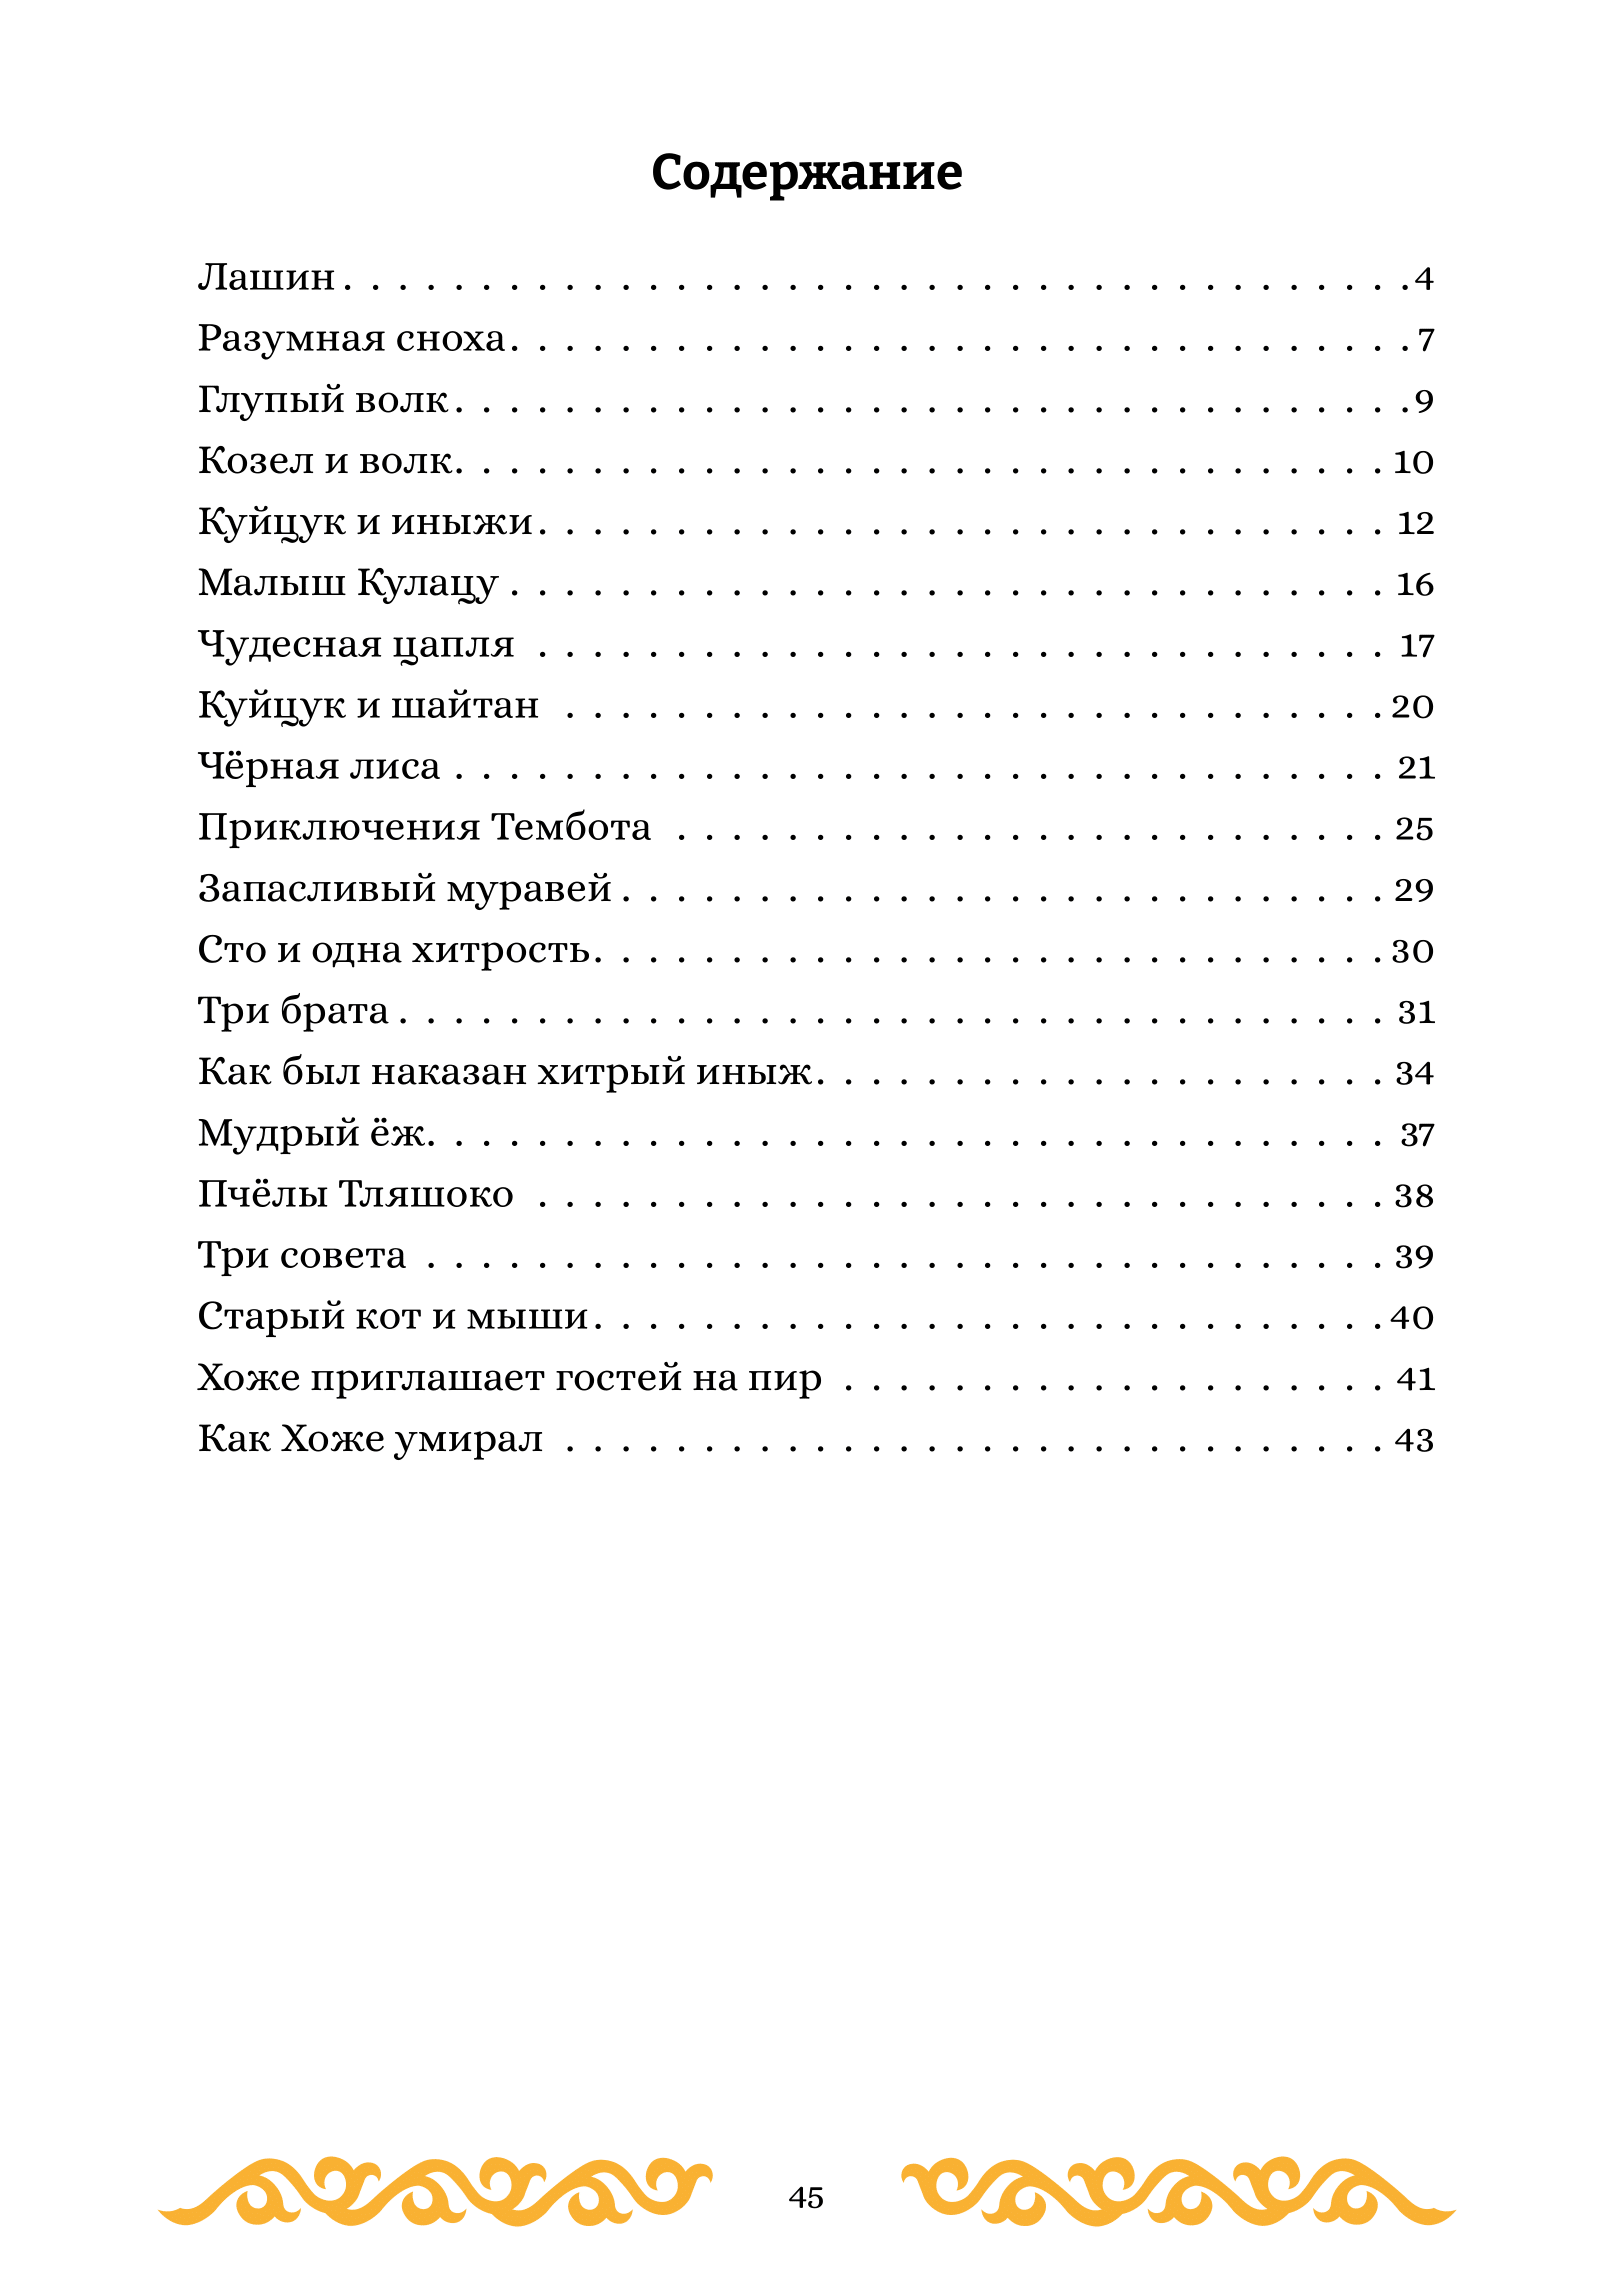 Содержание
Лашин . . . . . . . . . . . . . . . . . . . . . . . . . . . . . . . . . . . . . . . 4
Разумная сноха . . . . . . . . . . . . . . . . . . . . . . . . . . . . . . . . . 7
Глупый волк . . . . . . . . . . . . . . . . . . . . . . . . . . . . . . . . . . . 9
Козел и волк . . . . . . . . . . . . . . . . . . . . . . . . . . . . . . . . . . 10
Куйцук и иныжи . . . . . . . . . . . . . . . . . . . . . . . . . . . . . . . 12
Малыш Кулацу . . . . . . . . . . . . . . . . . . . . . . . . . . . . . . . . 16
Чудесная цапля . . . . . . . . . . . . . . . . . . . . . . . . . . . . . . . 17
Куйцук и шайтан . . . . . . . . . . . . . . . . . . . . . . . . . . . . . . 20
Чёрная лиса . . . . . . . . . . . . . . . . . . . . . . . . . . . . . . . . . . 21
Приключения Тембота . . . . . . . . . . . . . . . . . . . . . . . . . . 25
Запасливый муравей . . . . . . . . . . . . . . . . . . . . . . . . . . . . 29
Сто и одна хитрость . . . . . . . . . . . . . . . . . . . . . . . . . . . . . 30
Три брата . . . . . . . . . . . . . . . . . . . . . . . . . . . . . . . . . . . . 31
Как был наказан хитрый иныж . . . . . . . . . . . . . . . . . . . . . 34
Мудрый ёж . . . . . . . . . . . . . . . . . . . . . . . . . . . . . . . . . . . 37
Пчёлы Тляшоко . . . . . . . . . . . . . . . . . . . . . . . . . . . . . . . 38
Три совета . . . . . . . . . . . . . . . . . . . . . . . . . . . . . . . . . . . 39
Старый кот и мыши . . . . . . . . . . . . . . . . . . . . . . . . . . . . . 40
Хоже приглашает гостей на пир . . . . . . . . . . . . . . . . . . . . 41
Как Хоже умирал . . . . . . . . . . . . . . . . . . . . . . . . . . . . . . 43
45